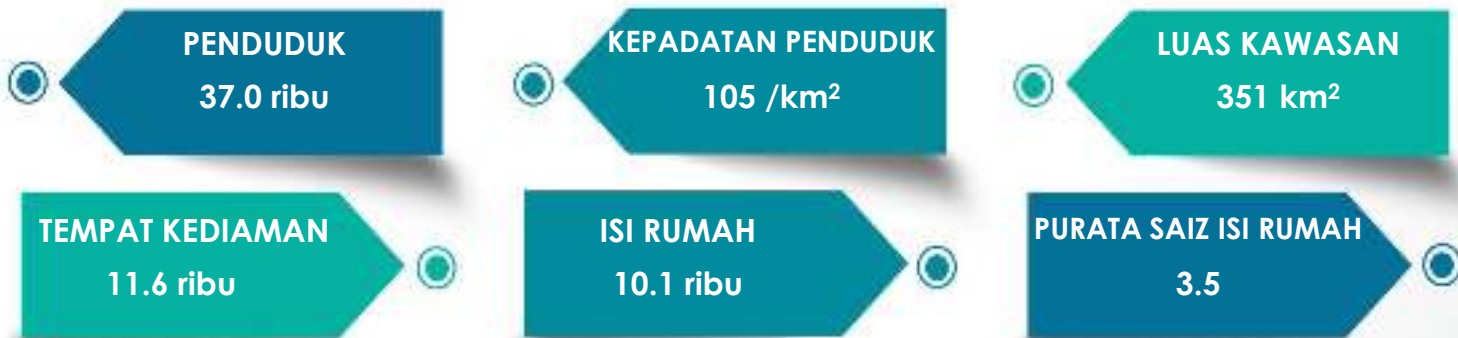 PENDUDUK
37.0 ribu
KEPADATAN PENDUDUK
105 /km²
LUAS KAWASAN
351 km²
TEMPAT KEDIAMAN
11.6 ribu
ISI RUMAH
10.1 ribu
PURATA SAIZ ISI RUMAH
3.5